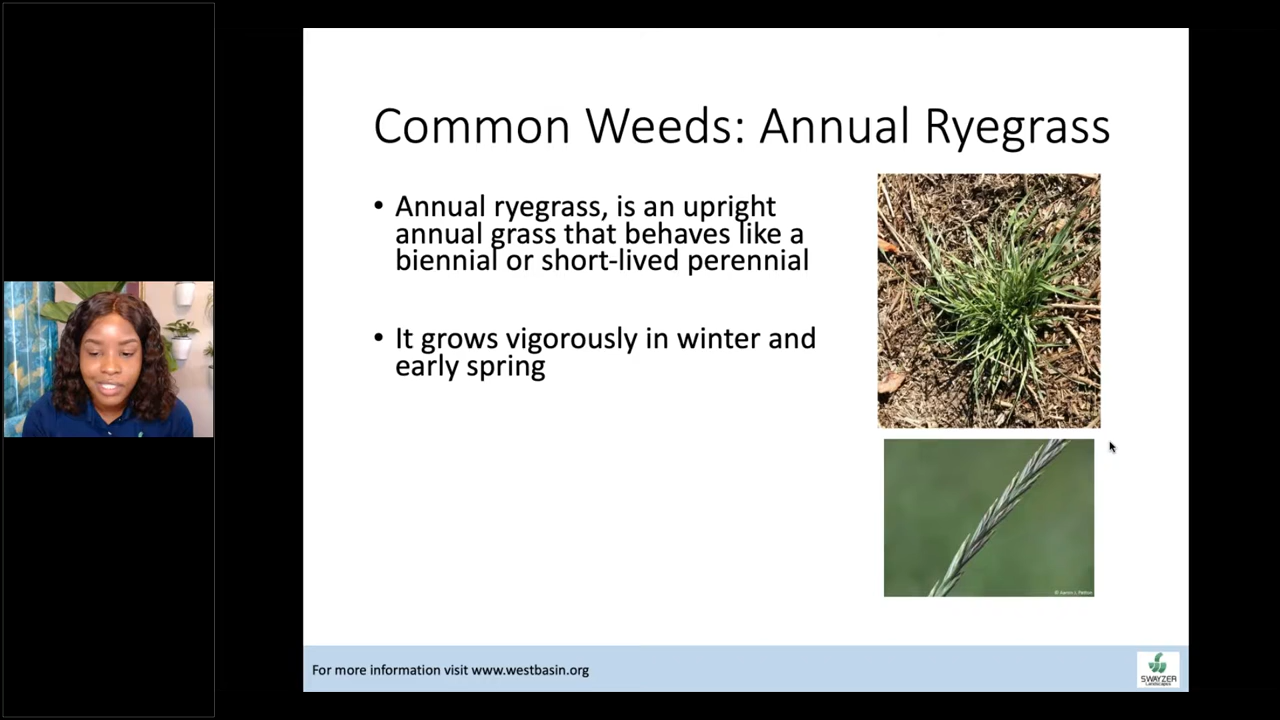 Common Weeds: Annual Ryegrass
• Annual ryegrass, is an upright
annual grass that behaves like a
biennial or short-lived perennial
• It grows vigorously in winter and
early spring
For more information visit www.westbasin.org
SWAYZER